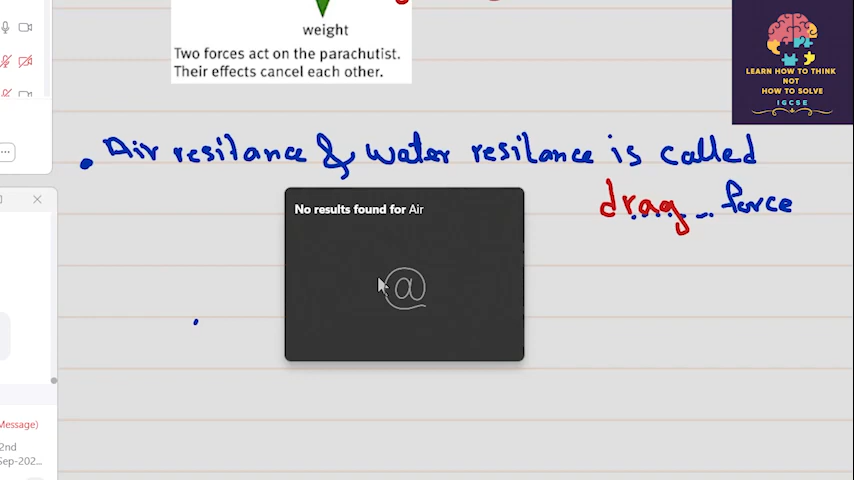 weight
Two forces act on the parachutist.
Their effects cancel each other.
LEARN HOW TO THINK
NOT
HOW TO SOLVE
IGCSE
• Air resitance & water resitance is called
drag force
No results found for Air
@
Message)
2nd
Sep-202...